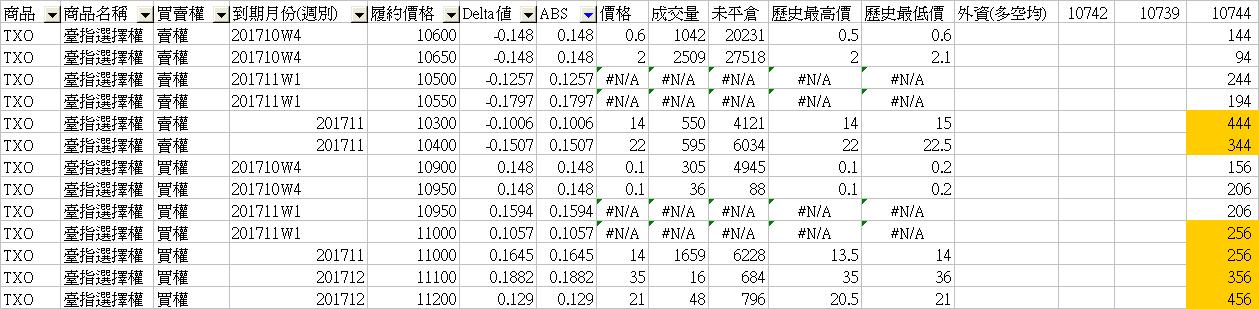 商品 商品名稱 買賣權 到期月份(週別) 履約價格 Delta值 ABS 價格 成交量 未平倉 歷史最高價 歷史最低價 外資(多空均) 10742 10739 10744
TXO 臺指選擇權 賣權 201710W4 10600 -0.148 0.148 0.6 1042 20231 0.5 0.6 144
TXO 臺指選擇權 賣權 201710W4 10650 -0.148 0.148 2 2509 27518 2 2.1 94
TXO 臺指選擇權 賣權 201711W1 10500 -0.1257 0.1257 #N/A #N/A #N/A #N/A #N/A 244
TXO 臺指選擇權 賣權 201711W1 10550 -0.1797 0.1797 #N/A #N/A #N/A #N/A #N/A 194
TXO 臺指選擇權 賣權 201711 10300 -0.1006 0.1006 14 550 4121 14 15 444
TXO 臺指選擇權 賣權 201711 10400 -0.1507 0.1507 22 595 6034 22 22.5 344
TXO 臺指選擇權 買權 201710W4 10900 0.148 0.148 0.1 305 4945 0.1 0.2 156
TXO 臺指選擇權 買權 201710W4 10950 0.148 0.148 0.1 36 88 0.1 0.2 206
TXO 臺指選擇權 買權 201711W1 10950 0.1594 0.1594 #N/A #N/A #N/A #N/A #N/A 206
TXO 臺指選擇權 買權 201711W1 11000 0.1057 0.1057 #N/A #N/A #N/A #N/A #N/A 256
TXO 臺指選擇權 買權 201711 11000 0.1645 0.1645 14 1659 6228 13.5 14 256
TXO 臺指選擇權 買權 201712 11100 0.1882 0.1882 35 16 684 35 36 356
TXO 臺指選擇權 買權 201712 11200 0.129 0.129 21 48 796 20.5 21 456